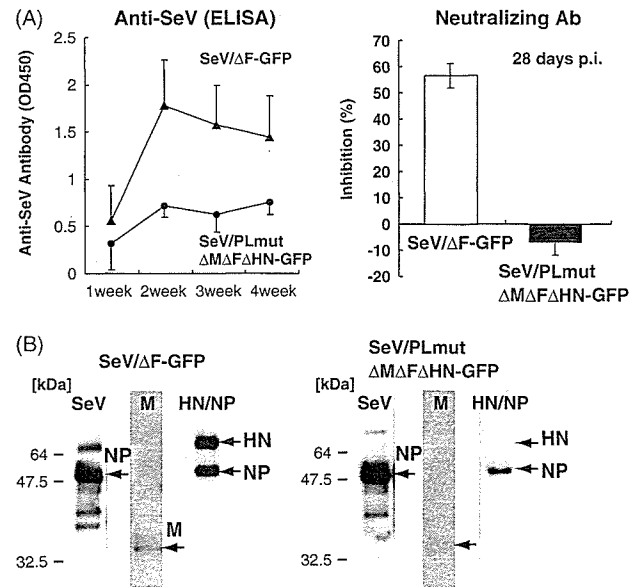 (A) Anti-SeV (ELISA)
Anti-SeV Antibody (OD450)
2.5
2
1.5
1
0.5
0
SeV/ΔF-GFP
SeV/PLmut
ΔMΔFΔHN-GFP
1week 2week 3week 4week
Neutralizing Ab
28 days p.i.
Inhibition (%)
70
60
50
40
30
20
10
0
-10
-20
SeV/ΔF-GFP
SeV/PLmut
ΔMΔFΔHN-GFP
(B)
SeV/ΔF-GFP
[kDa]
SeV M HN/NP
64
47.5
32.5
NP
HN
NP
M
SeV/PLmut
ΔMΔFΔHN-GFP
[kDa]
SeV M HN/NP
64
47.5
32.5
NP
HN
NP